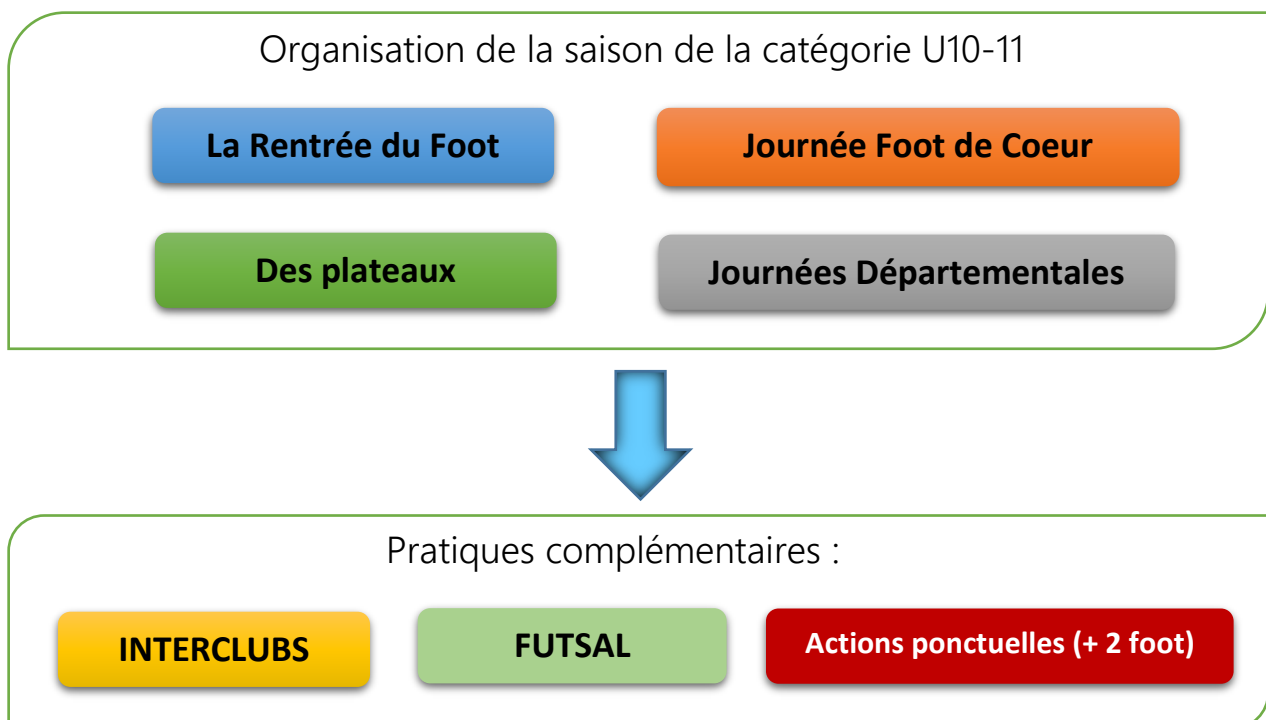 Organisation de la saison de la catégorie U10-11
La Rentrée du Foot
Journée Foot de Coeur
Des plateaux
Journées Départementales
Pratiques complémentaires :
INTERCLUBS
FUTSAL
Actions ponctuelles (+ 2 foot)